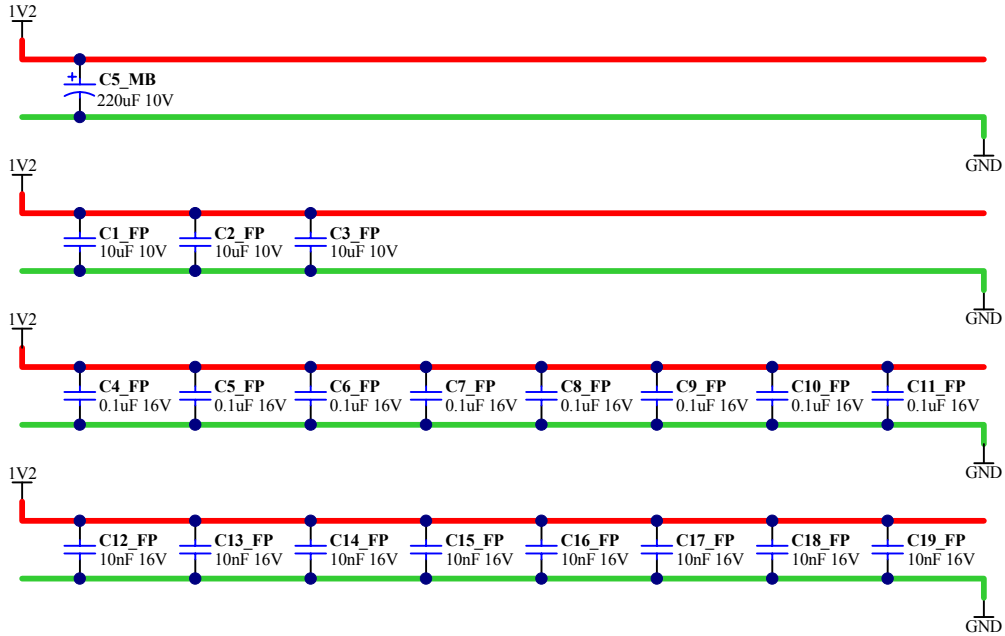 1V2
+
C5_MB
220uF 10V
GND
1V2
C1_FP C2_FP C3_FP
10uF 10V 10uF 10V 10uF 10V
GND
1V2
C4_FP C5_FP C6_FP C7_FP C8_FP C9_FP C10_FP C11_FP
0.1uF 16V 0.1uF 16V 0.1uF 16V 0.1uF 16V 0.1uF 16V 0.1uF 16V 0.1uF 16V 0.1uF 16V
GND
1V2
C12_FP C13_FP C14_FP C15_FP C16_FP C17_FP C18_FP C19_FP
10nF 16V 10nF 16V 10nF 16V 10nF 16V 10nF 16V 10nF 16V 10nF 16V 10nF 16V
GND